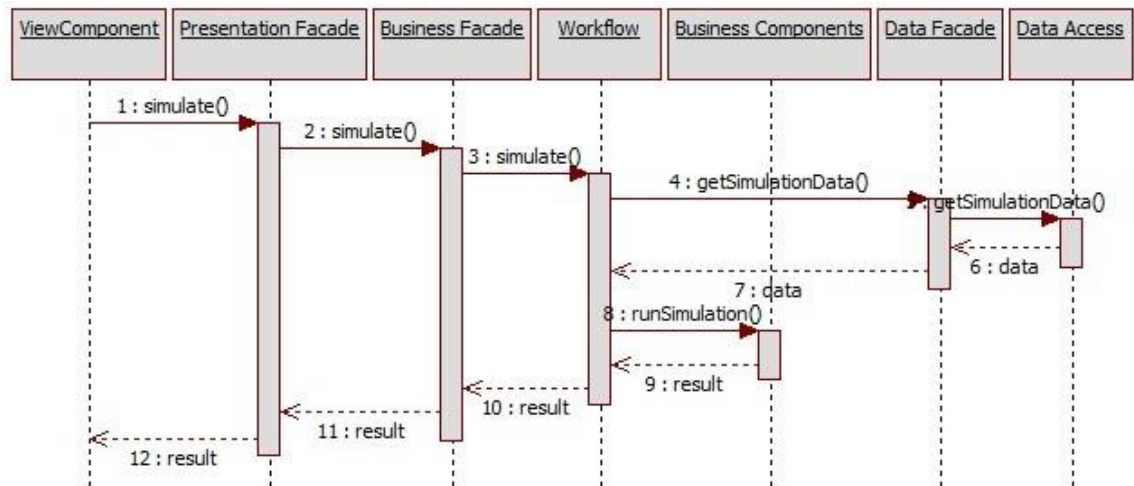 ViewComponent
Presentation Facade
Business Facade
Workflow
Business Components
Data Facade
Data Access
1 : simulate()
2 : simulate()
3 : simulate()
4 : getSimulationData()
5 : getSimulationData()
6 : data
7 : data
8 : runSimulation()
9 : result
10 : result
11 : result
12 : result